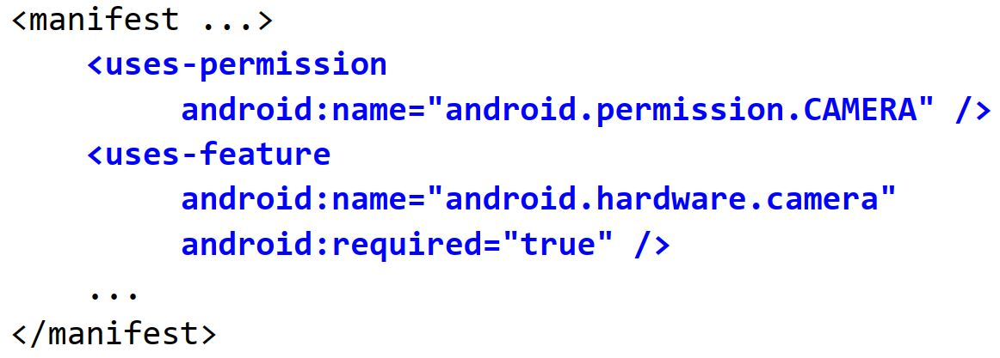 <manifest ...>
    <uses-permission
         android:name="android.permission.CAMERA" />
    <uses-feature
         android:name="android.hardware.camera"
         android:required="true" />
    ...
</manifest>